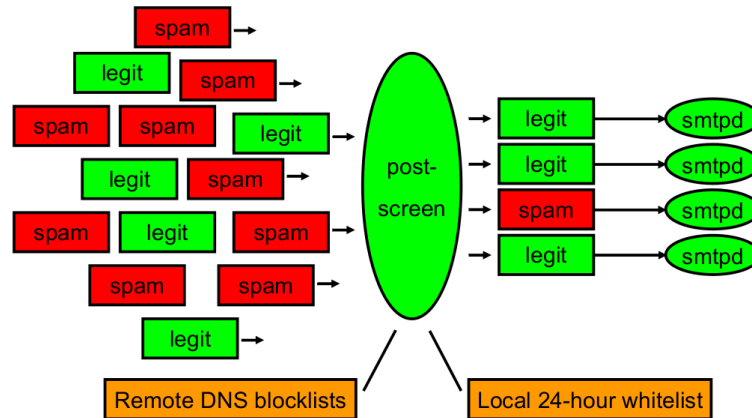 spam
legit
spam
spam
spam
legit
legit
spam
spam
legit
spam
spam
spam
legit
post-
screen
legit
smtpd
legit
smtpd
spam
smtpd
legit
smtpd
Remote DNS blocklists
Local 24-hour whitelist